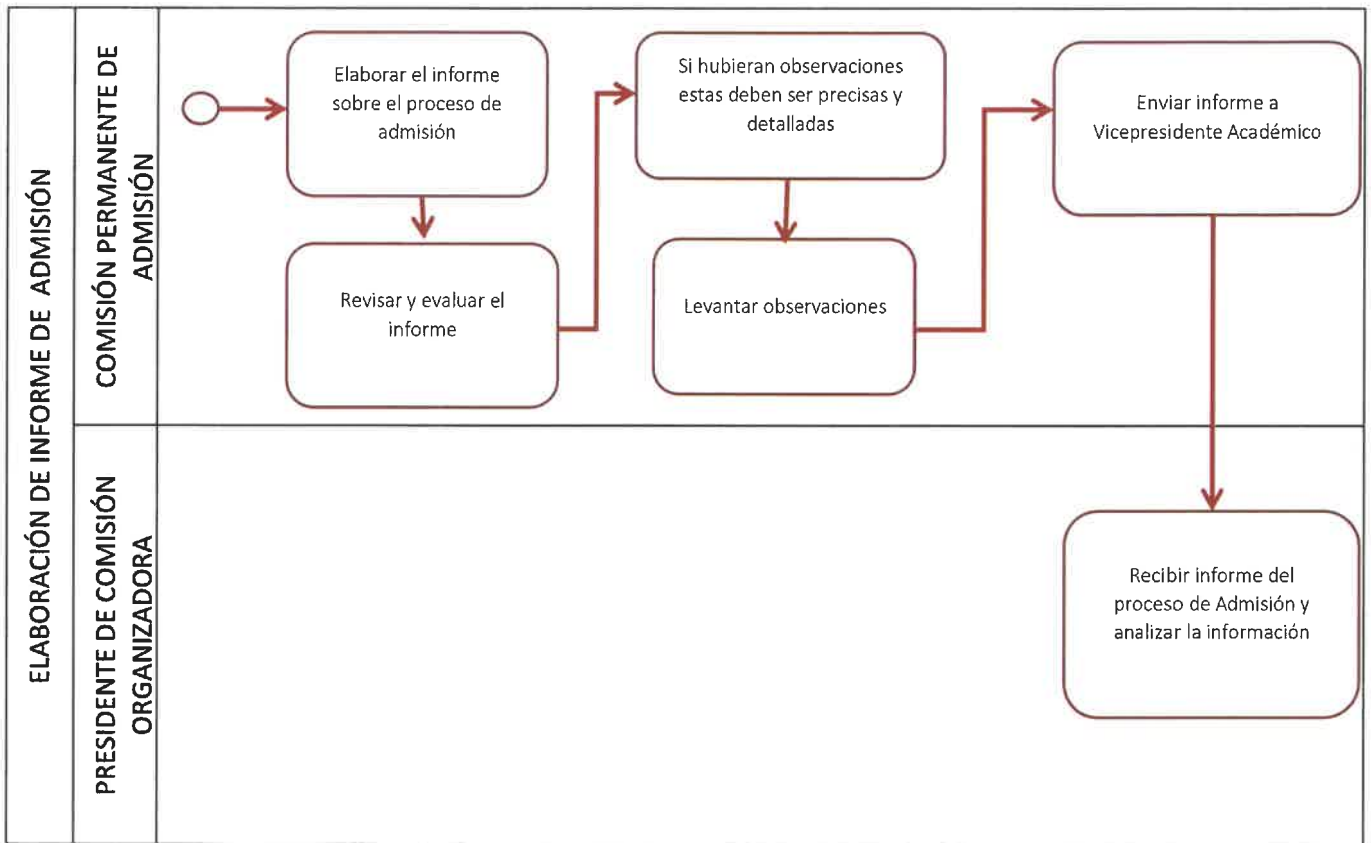 ELABORACIÓN DE INFORME DE ADMISIÓN
COMISIÓN PERMANENTE DE
ADMISIÓN
Elaborar el informe
sobre el proceso de
admisión
Revisar y evaluar el
informe
Si hubieran observaciones
estas deben ser precisas y
detalladas
Levantar observaciones
Enviar informe a
Vicepresidente Académico
PRESIDENTE DE COMISIÓN
ORGANIZADORA
Recibir informe del
proceso de Admisión y
analizar la información